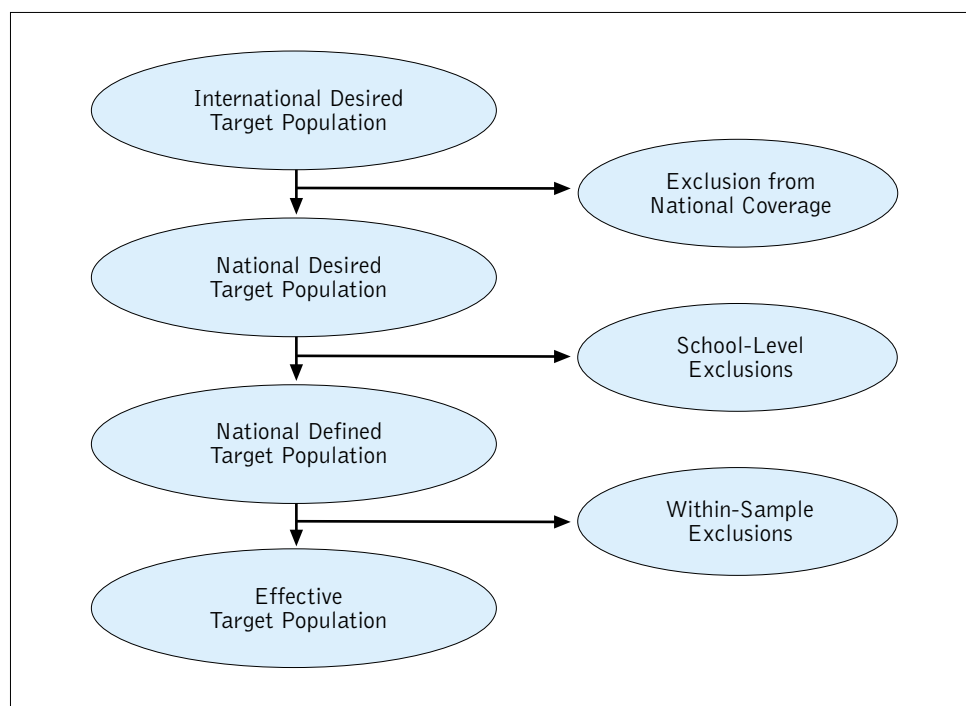 International Desired
Target Population
Exclusion from
National Coverage
National Desired
Target Population
School-Level
Exclusions
National Defined
Target Population
Within-Sample
Exclusions
Effective
Target Population